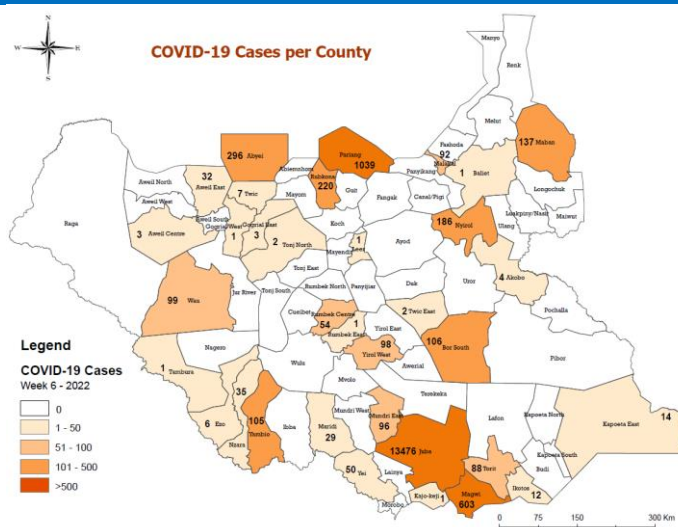 COVID-19 Cases per County
N
W
E
S
Manyo
Renk
Melut
Fashoda
92
137 Maban
Malakal
1
Baliet
Panyikang
Longochuk
Luakpiny/Nasir
Maiwut
296 Abyei
Pariang
1039
Abiemnhom
Rubkona
220
Guit
Fangak
Canal/Pigi
186 Nyirol
Ulang
32
Aweil East
Aweil North
Aweil West
7 Twic
Mayom
Raga
Aweil South
Gogrial West
1
Gogrial East
3
2
Tonj North
Koch
1
Leer
Mayendit
Ayod
3
Aweil Centre
4 Akobo
Tonj East
Duk
Uror
Rumbek North
Panyijiar
99 Wau
Jur River
Tonj South
Cueibet
Rumbek Centre
54
1
Rumbek East
2 Twic East
Yirol East
Pochalla
98
Yirol West
106
Bor South
Pibor
Awerial
Nagero
Wulu
Mvolo
1
Tambura
35
6 Ezo
Nzara
105
Yambio
Ibba
Maridi
29
Mundri West
Mundri East
96
Terekeka
Lafon
Kapoeta North
Kapoeta East
14
13476 Juba
Kapoeta South
Budi
88 Torit
50 Yei
Lainya
Morobo
Kajo-keji 1
Magwi
603
Ikotos
12
Legend
COVID-19 Cases
Week 6 - 2022
0
1 - 50
51 - 100
101 - 500
>500
0 75 150 300 Km